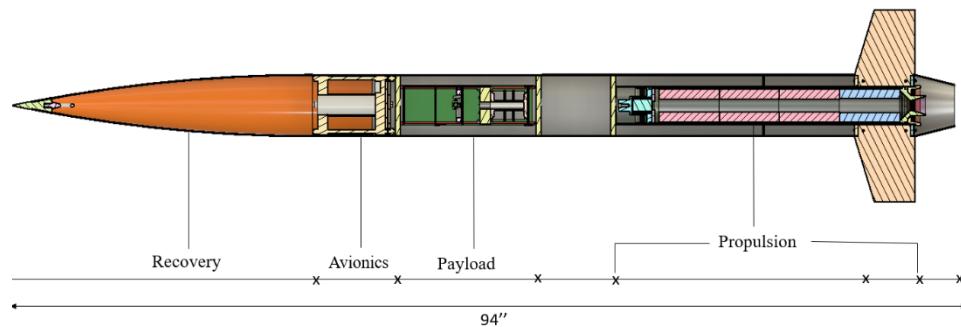 Recovery
Avionics
Payload
Propulsion
x x x x x x x
94’’